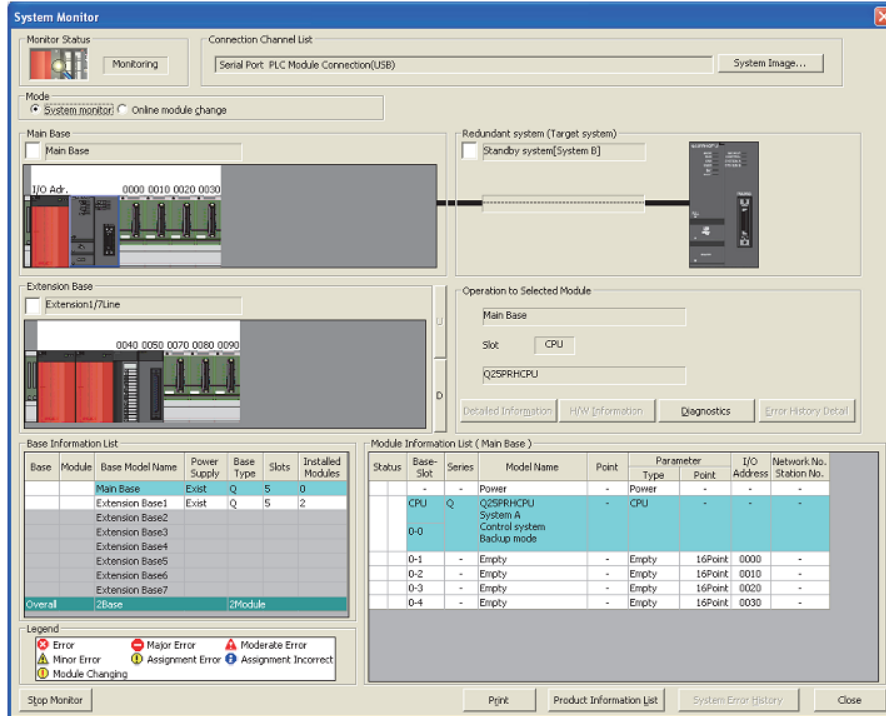 System Monitor
Monitor Status
Monitoring
Connection Channel List
Serial Port PLC Module Connection(USB)
System Image...
Mode
System monitor Online module change
Main Base
Main Base
I/O Adr. 0000 0010 0020 0030
Redundant system (Target system)
Standby system[System B]
Extension Base
Extension1/7Line
0040 0050 0070 0080 0090
U
D
Operation to Selected Module
Main Base
Slot CPU
Q25PRHCPU
Detailed Information H/W Information Diagnostics Error History Detail
Base Information List
Base Module Base Model Name Power Supply Base Type Slots Installed Modules
Main Base Exist Q 5 0
Extension Base1 Exist Q 5 2
Extension Base2
Extension Base3
Extension Base4
Extension Base5
Extension Base6
Extension Base7
Overall 2Base 2Module
Module Information List ( Main Base )
Status Base-Slot Series Model Name Point Parameter Type Point I/O Address Network No. Station No.
- - Power - Power - - -
CPU Q Q25PRHCPU - CPU - - -
System A
0-0 Control system
Backup mode
0-1 - Empty - Empty 16Point 0000 -
0-2 - Empty - Empty 16Point 0010 -
0-3 - Empty - Empty 16Point 0020 -
0-4 - Empty - Empty 16Point 0030 -
Legend
Error Major Error Moderate Error
Minor Error Assignment Error Assignment Incorrect
Module Changing
Stop Monitor Print Product Information List System Error History Close